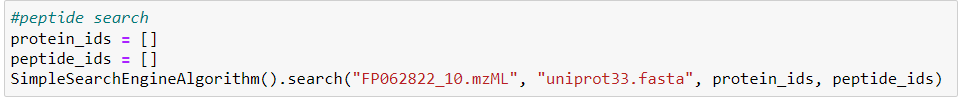 #peptide search
protein_ids = []
peptide_ids = []
SimpleSearchEngineAlgorithm().search("FP062822_10.mzML", "uniprot33.fasta", protein_ids, peptide_ids)